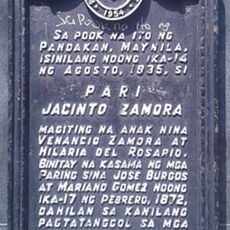 1954
SA POOK NA ITO NG
PANDAKAN, MAYNILA,
ISINILANG NOONG IKA-14
NG AGOSTO, 1835, SI
PARI
JACINTO ZAMORA
MAGITING NA ANAK NINA
VENANCIO ZAMORA AT
HILARIA DEL ROSARIO.
BINITAY NA KASAMA NG MGA
PARING SINA JOSE BURGOS
AT MARIANO GOMEZ NOONG
IKA-17 NG PEBRERO, 1872,
DAHILAN SA KANILANG
PAGTATANGGOL SA MGA